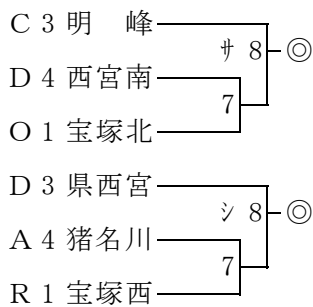 C 3 明　峰
ｻ 8 ◎
D 4 西宮南
7
O 1 宝塚北
D 3 県西宮
ｼ 8 ◎
A 4 猪名川
7
R 1 宝塚西